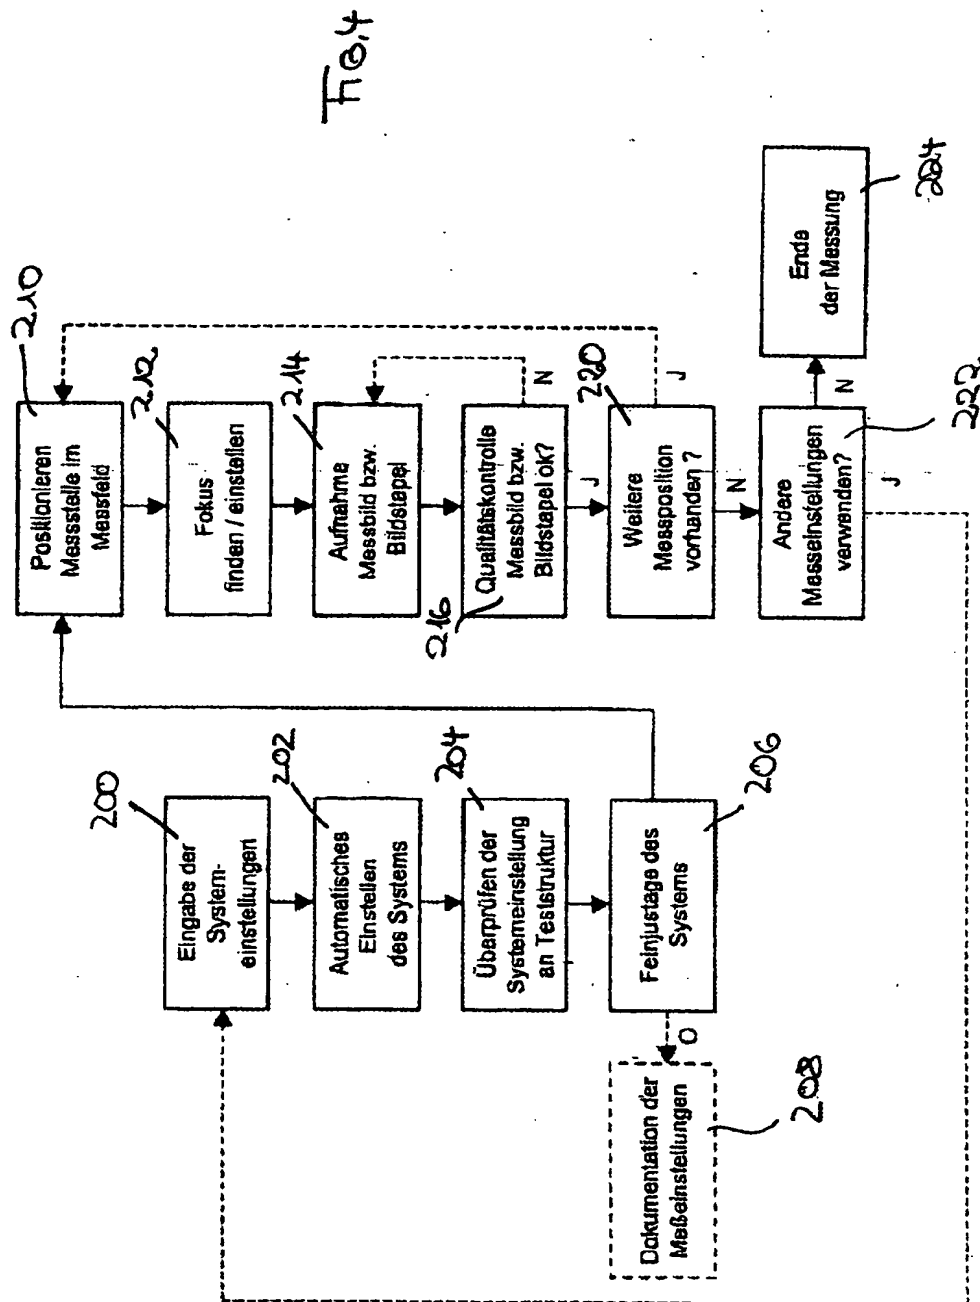 Fig. 4
200
Eingabe der
System-
einstellungen
202
Automatisches
Einstellen
des Systems
204
Überprüfen der
Systemeinstellung
an Teststruktur
206
Feinjustage des
Systems
O
208
Dokumentation der
Meßeinstellungen
210
Positionieren
Messstelle im
Messfeld
212
Fokus
finden / einstellen
214
Aufnahme
Messbild bzw.
Bildstapel
216
Qualitätskontrolle
Messbild bzw.
Bildstapel ok?
N
J
220
Weitere
Messposition
vorhanden ?
J
N
222
Andere
Messeinstellungen
verwenden?
N
J
224
Ende
der Messung